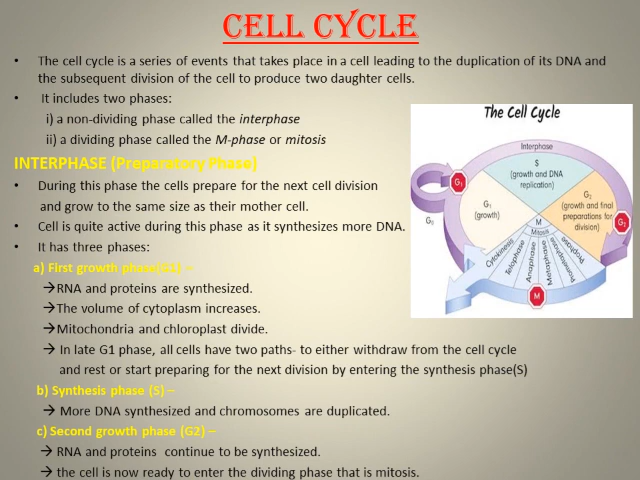 CELL CYCLE
• The cell cycle is a series of events that takes place in a cell leading to the duplication of its DNA and
the subsequent division of the cell to produce two daughter cells.
• It includes two phases:
i) a non-dividing phase called the interphase
ii) a dividing phase called the M-phase or mitosis
INTERPHASE (Preparatory Phase)
• During this phase the cells prepare for the next cell division
and grow to the same size as their mother cell.
• Cell is quite active during this phase as it synthesizes more DNA.
• It has three phases:
a) First growth phase(G1) –
→RNA and proteins are synthesized.
→The volume of cytoplasm increases.
→Mitochondria and chloroplast divide.
→ In late G1 phase, all cells have two paths- to either withdraw from the cell cycle
and rest or start preparing for the next division by entering the synthesis phase(S)
b) Synthesis phase (S) –
→ More DNA synthesized and chromosomes are duplicated.
c) Second growth phase (G2) –
→ RNA and proteins continue to be synthesized.
→ the cell is now ready to enter the dividing phase that is mitosis.
The Cell Cycle
Interphase
S
(growth and DNA
replication)
G1
G0
G1
(growth)
G2
(growth and final
preparations for
division)
G2
M
Mitosis
Cytokinesis
Telophase
Anaphase
Metaphase
Prometaphase
Prophase
M